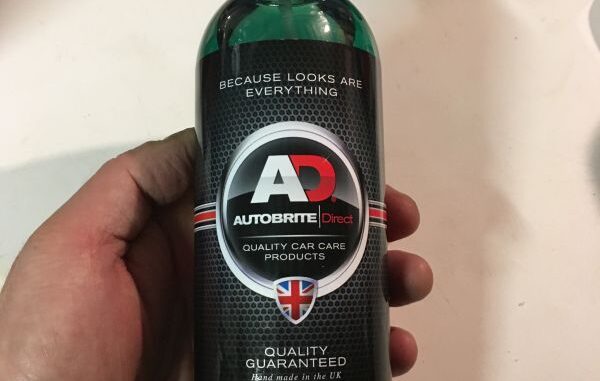 BECAUSE LOOKS ARE
EVERYTHING
AD
AUTOBRITE|Direct
QUALITY CAR CARE
PRODUCTS
QUALITY
GUARANTEED
Hand made in the UK